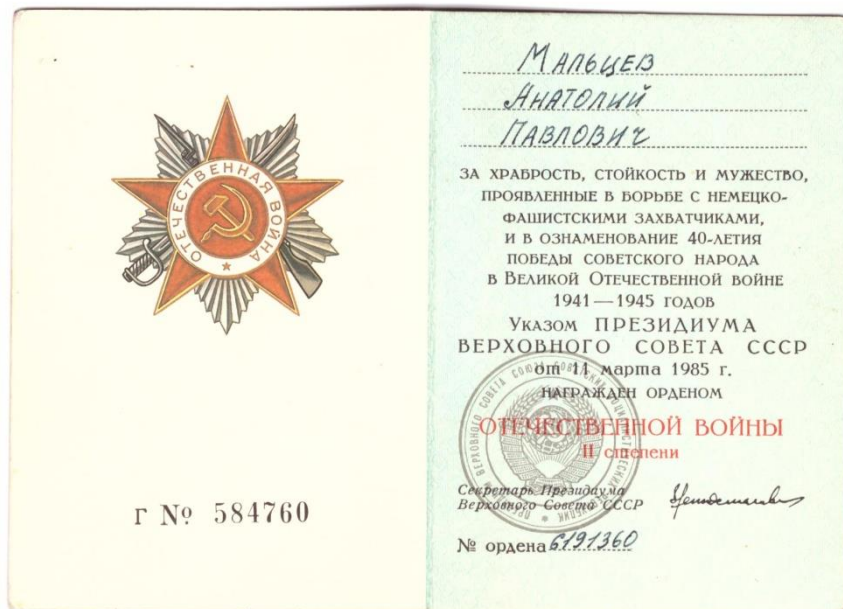 ОТЕЧЕСТВЕННАЯ ВОЙНА
Г № 584760
Мальцев
Анатолий
Павлович
ЗА ХРАБРОСТЬ, СТОЙКОСТЬ И МУЖЕСТВО,
ПРОЯВЛЕННЫЕ В БОРЬБЕ С НЕМЕЦКО-
ФАШИСТСКИМИ ЗАХВАТЧИКАМИ,
И В ОЗНАМЕНОВАНИЕ 40-ЛЕТИЯ
ПОБЕДЫ СОВЕТСКОГО НАРОДА
В ВЕЛИКОЙ ОТЕЧЕСТВЕННОЙ ВОЙНЕ
1941—1945 ГОДОВ
УКАЗОМ ПРЕЗИДИУМА
ВЕРХОВНОГО СОВЕТА СССР
от 11 марта 1985 г.
НАГРАЖДЕН ОРДЕНОМ
ОТЕЧЕСТВЕННОЙ ВОЙНЫ
II степени
Секретарь Президиума
Верховного Совета СССР
№ ордена 6191360